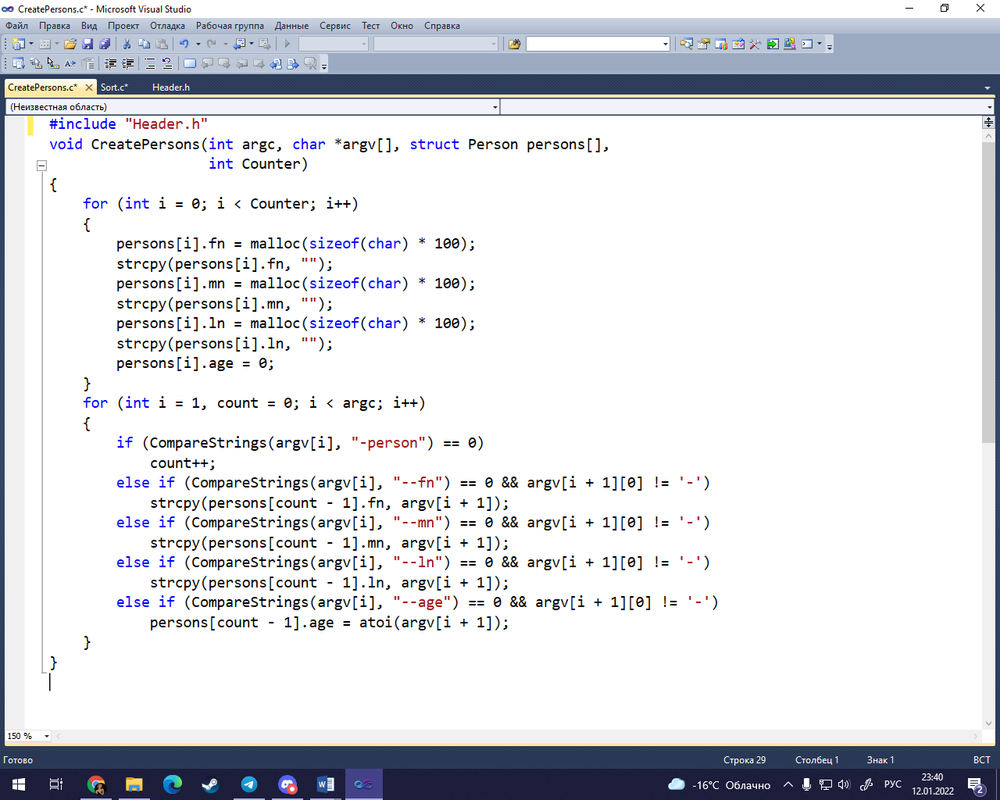 CreatePersons.c* - Microsoft Visual Studio
Файл Правка Вид Проект Отладка Рабочая группа Данные Сервис Тест Окно Справка
CreatePersons.c* Sort.c* Header.h
(Неизвестная область)
#include "Header.h"
void CreatePersons(int argc, char *argv[], struct Person persons[],
int Counter)
{
for (int i = 0; i < Counter; i++)
{
persons[i].fn = malloc(sizeof(char) * 100);
strcpy(persons[i].fn, "");
persons[i].mn = malloc(sizeof(char) * 100);
strcpy(persons[i].mn, "");
persons[i].ln = malloc(sizeof(char) * 100);
strcpy(persons[i].ln, "");
persons[i].age = 0;
}
for (int i = 1, count = 0; i < argc; i++)
{
if (CompareStrings(argv[i], "-person") == 0)
count++;
else if (CompareStrings(argv[i], "--fn") == 0 && argv[i + 1][0] != '-')
strcpy(persons[count - 1].fn, argv[i + 1]);
else if (CompareStrings(argv[i], "--mn") == 0 && argv[i + 1][0] != '-')
strcpy(persons[count - 1].mn, argv[i + 1]);
else if (CompareStrings(argv[i], "--ln") == 0 && argv[i + 1][0] != '-')
strcpy(persons[count - 1].ln, argv[i + 1]);
else if (CompareStrings(argv[i], "--age") == 0 && argv[i + 1][0] != '-')
persons[count - 1].age = atoi(argv[i + 1]);
}
}
150 %
Готово Строка 29 Столбец 1 Знак 1 ВСТ
-16°C Облачно РУС 23:40
12.01.2022 2